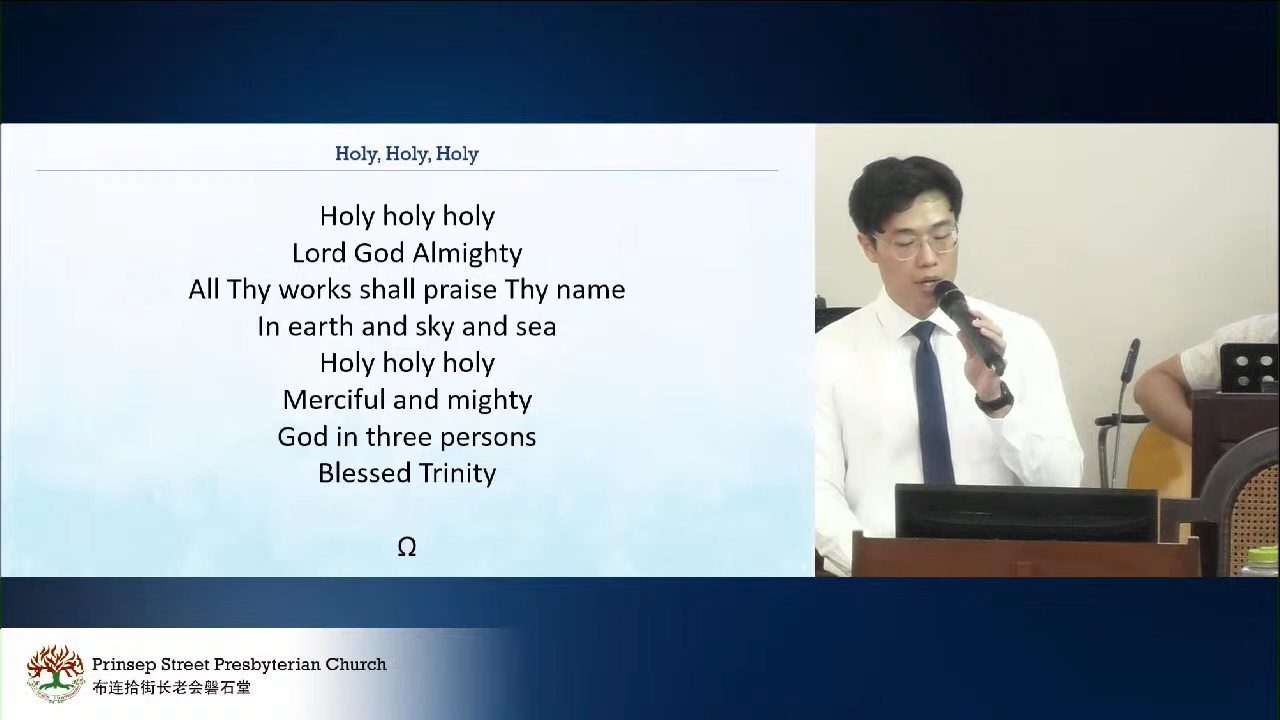 Holy, Holy, Holy
Holy holy holy
Lord God Almighty
All Thy works shall praise Thy name
In earth and sky and sea
Holy holy holy
Merciful and mighty
God in three persons
Blessed Trinity
Ω
Prinsep Street Presbyterian Church
布连拾街长老会磐石堂